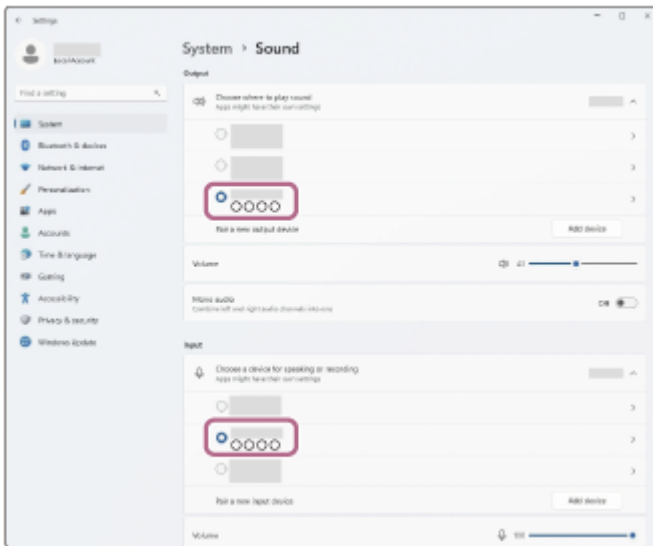 Settings
Local Account
System > Sound
Find a setting
System
Bluetooth & devices
Network & internet
Personalization
Apps
Accounts
Time & language
Gaming
Accessibility
Privacy & security
Windows Update
Output
Choose where to play sound
Apps might have their own settings
○○○○
Pair a new output device
Add device
Volume
Mono audio
Combine left and right audio channels into one
Off
Input
Choose a device for speaking or recording
Apps might have their own settings
○○○○
Pair a new input device
Add device
Volume
100